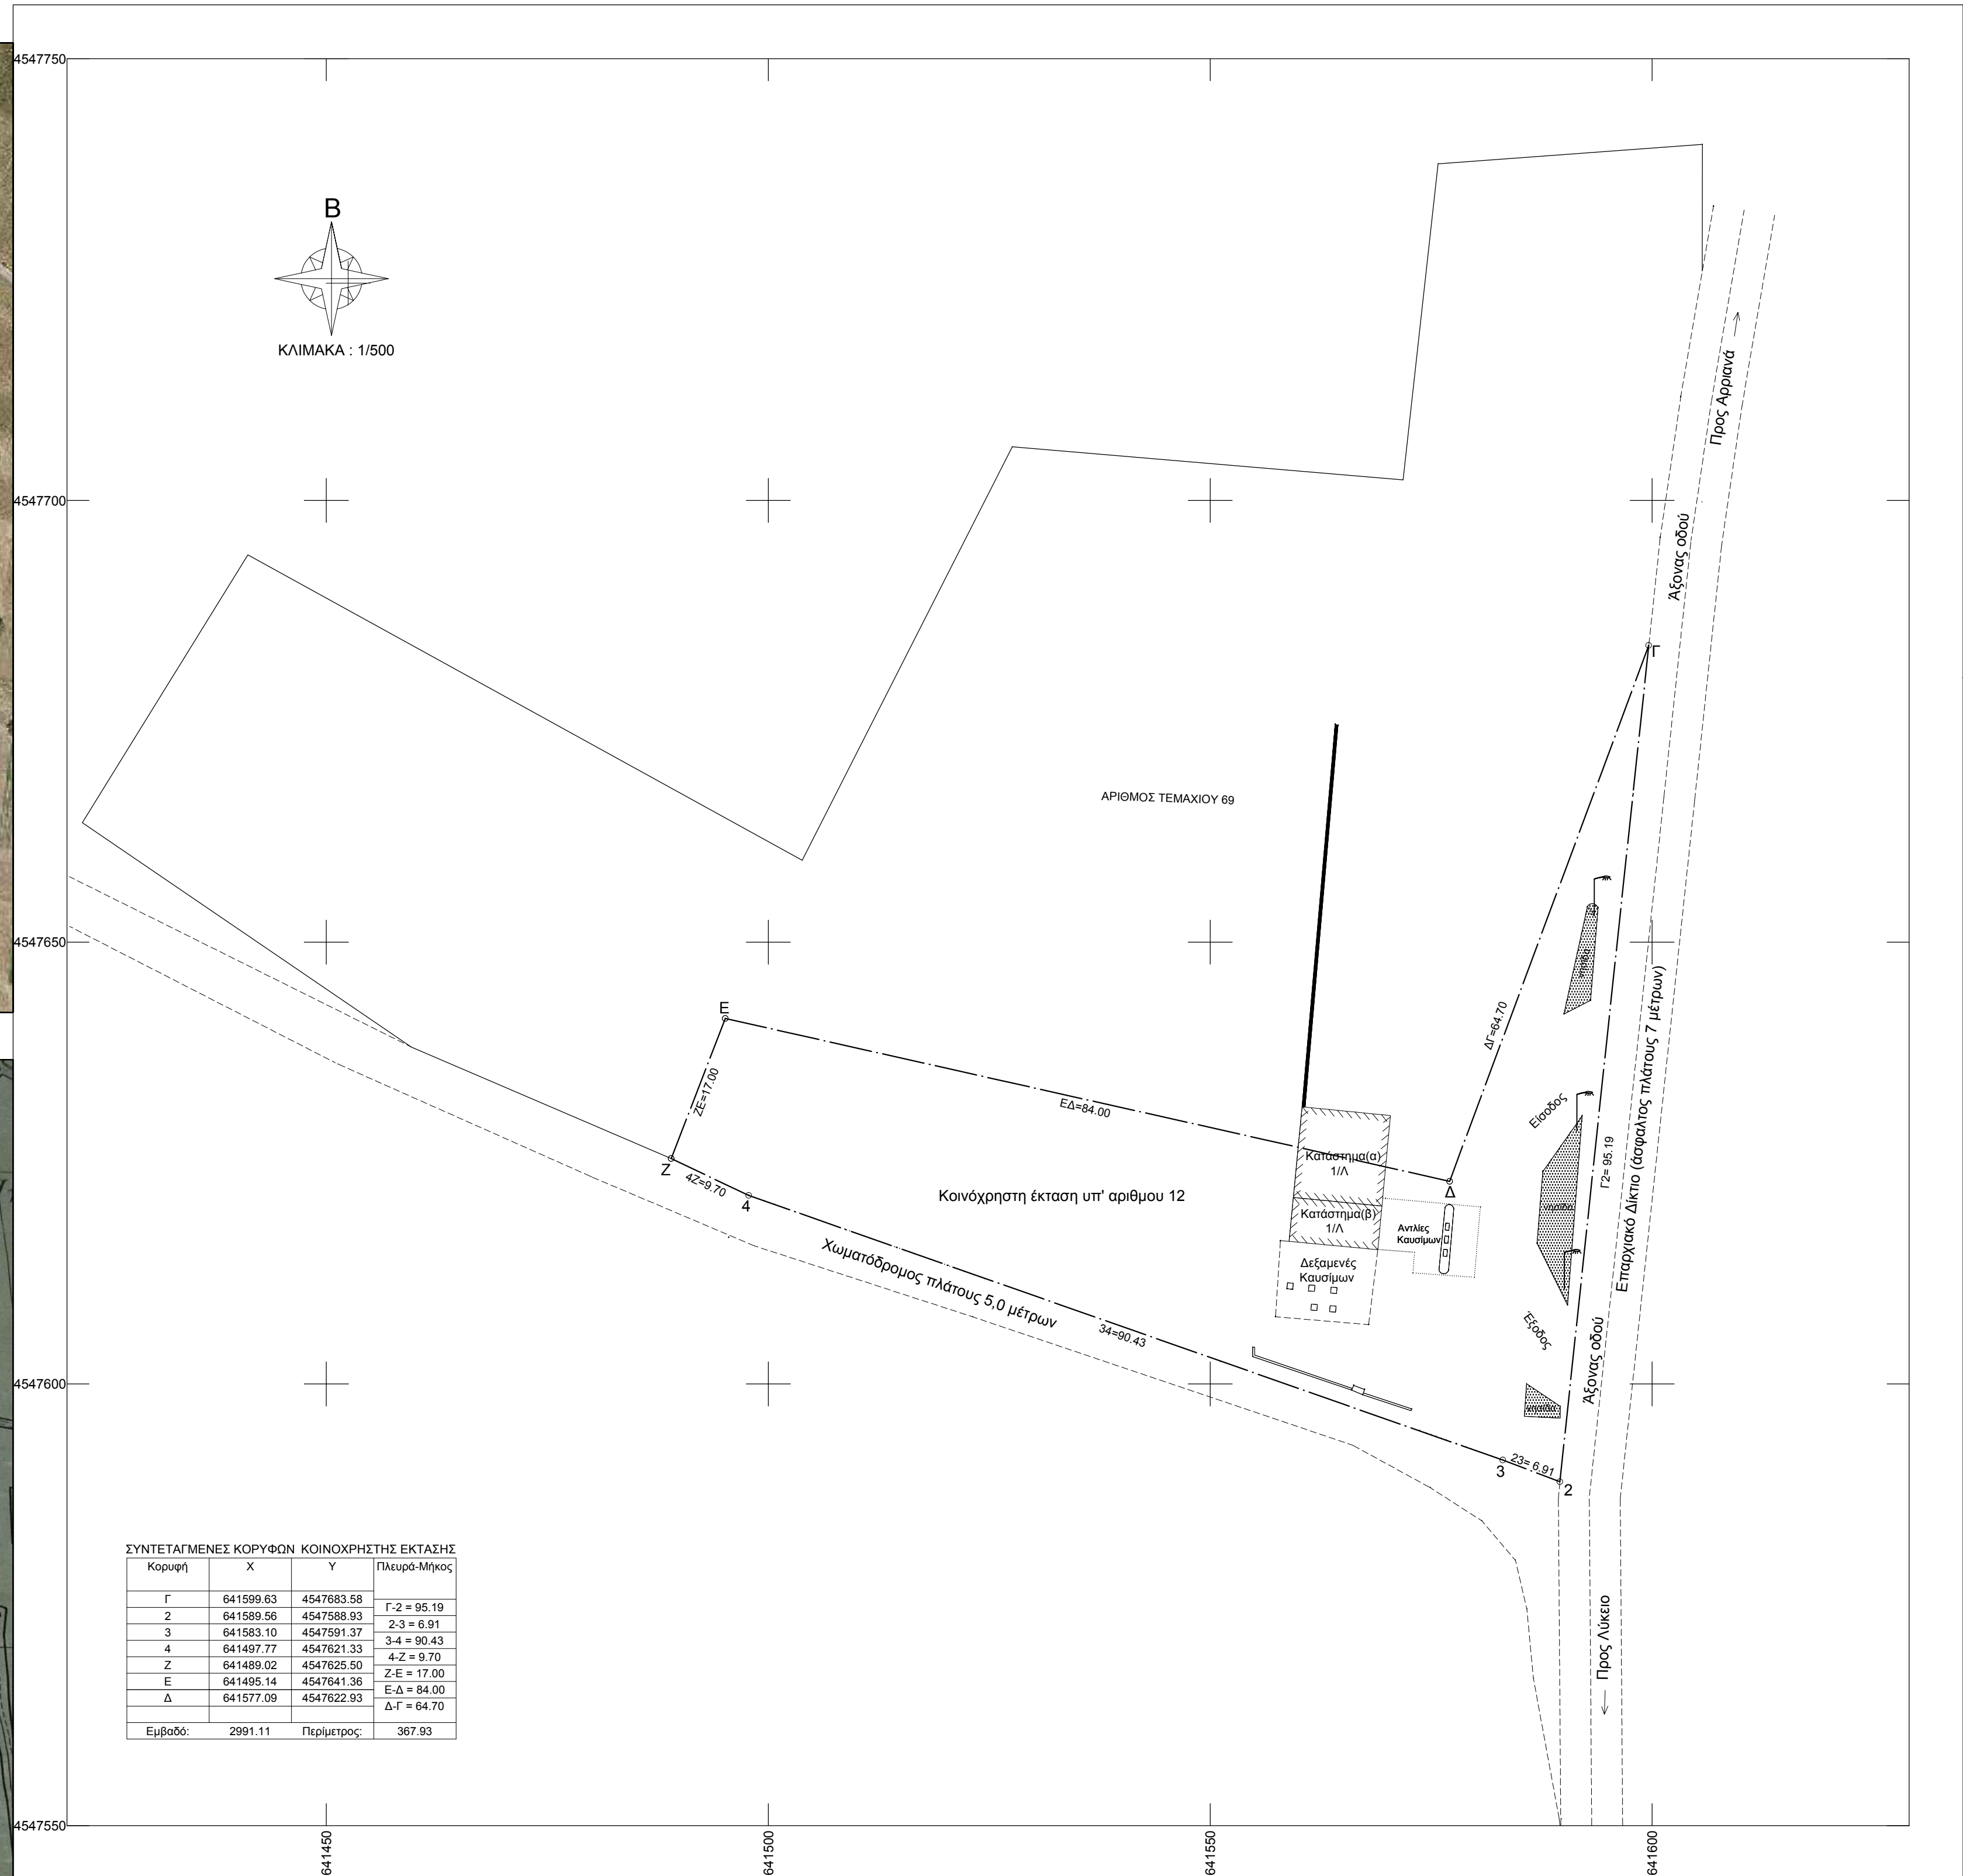 4547750
Β
ΚΛΙΜΑΚΑ : 1/500
Προς Αρριανά
4547700
Άξονας οδού
Γ
ΑΡΙΘΜΟΣ ΤΕΜΑΧΙΟΥ 69
4547650
νησίδα
Επαρχιακό Δίκτιο (άσφαλτος πλάτους 7 μέτρων)
Ε
ΔΓ=64.70
ΖΕ=17.00
ΕΔ=84.00
Είσοδος
Γ2= 95.19
Ζ
4Ζ=9.70
4
Κοινόχρηστη έκταση υπ' αριθμου 12
Κατάστημα(α)
1/Λ
Δ
Κατάστημα(β)
1/Λ
νησίδα
Αντλίες
Καυσίμων
Δεξαμενές
Καυσίμων
Χωματόδρομος πλάτους 5,0 μέτρων
34=90.43
Έξοδος
Άξονας οδού
4547600
νησίδα
3
23= 6.91
2
ΣΥΝΤΕΤΑΓΜΕΝΕΣ ΚΟΡΥΦΩΝ ΚΟΙΝΟΧΡΗΣΤΗΣ ΕΚΤΑΣΗΣ
Κορυφή Χ Υ Πλευρά-Μήκος
Γ 641599.63 4547683.58
Γ-2 = 95.19
2 641589.56 4547588.93
2-3 = 6.91
3 641583.10 4547591.37
3-4 = 90.43
4 641497.77 4547621.33
4-Ζ = 9.70
Ζ 641489.02 4547625.50
Ζ-Ε = 17.00
Ε 641495.14 4547641.36
Ε-Δ = 84.00
Δ 641577.09 4547622.93
Δ-Γ = 64.70
Εμβαδό: 2991.11 Περίμετρος: 367.93
Προς Λύκειο
4547550
641450
641500
641550
641600